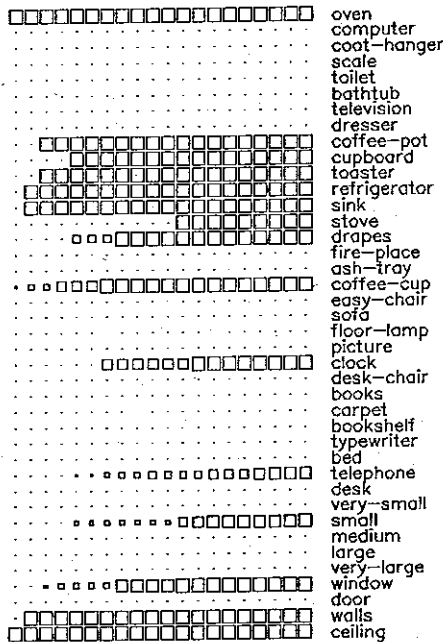 oven
computer
coat-hanger
scale
toilet
bathtub
television
dresser
coffee-pot
cupboard
toaster
refrigerator
sink
stove
drapes
fire-place
ash-tray
coffee-cup
easy-chair
sofa
floor-lamp
picture
clock
desk-chair
books
carpet
bookshelf
typewriter
bed
telephone
desk
very-small
small
medium
large
very-large
window
door
walls
ceiling